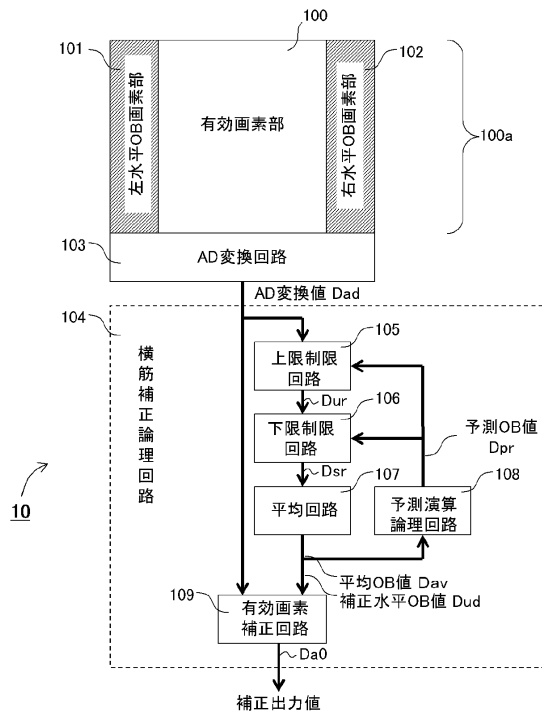 100
101
102
左水平OB画素部
有効画素部
右水平OB画素部
100a
103
AD変換回路
AD変換値 Dad
104
横筋補正論理回路
105
上限制限
回路
Dur
106
下限制限
回路
予測OB値
Dpr
Dsr
107
平均回路
108
予測演算
論理回路
10
平均OB値 Dav
補正水平OB値 Dud
109
有効画素
補正回路
Da0
補正出力値